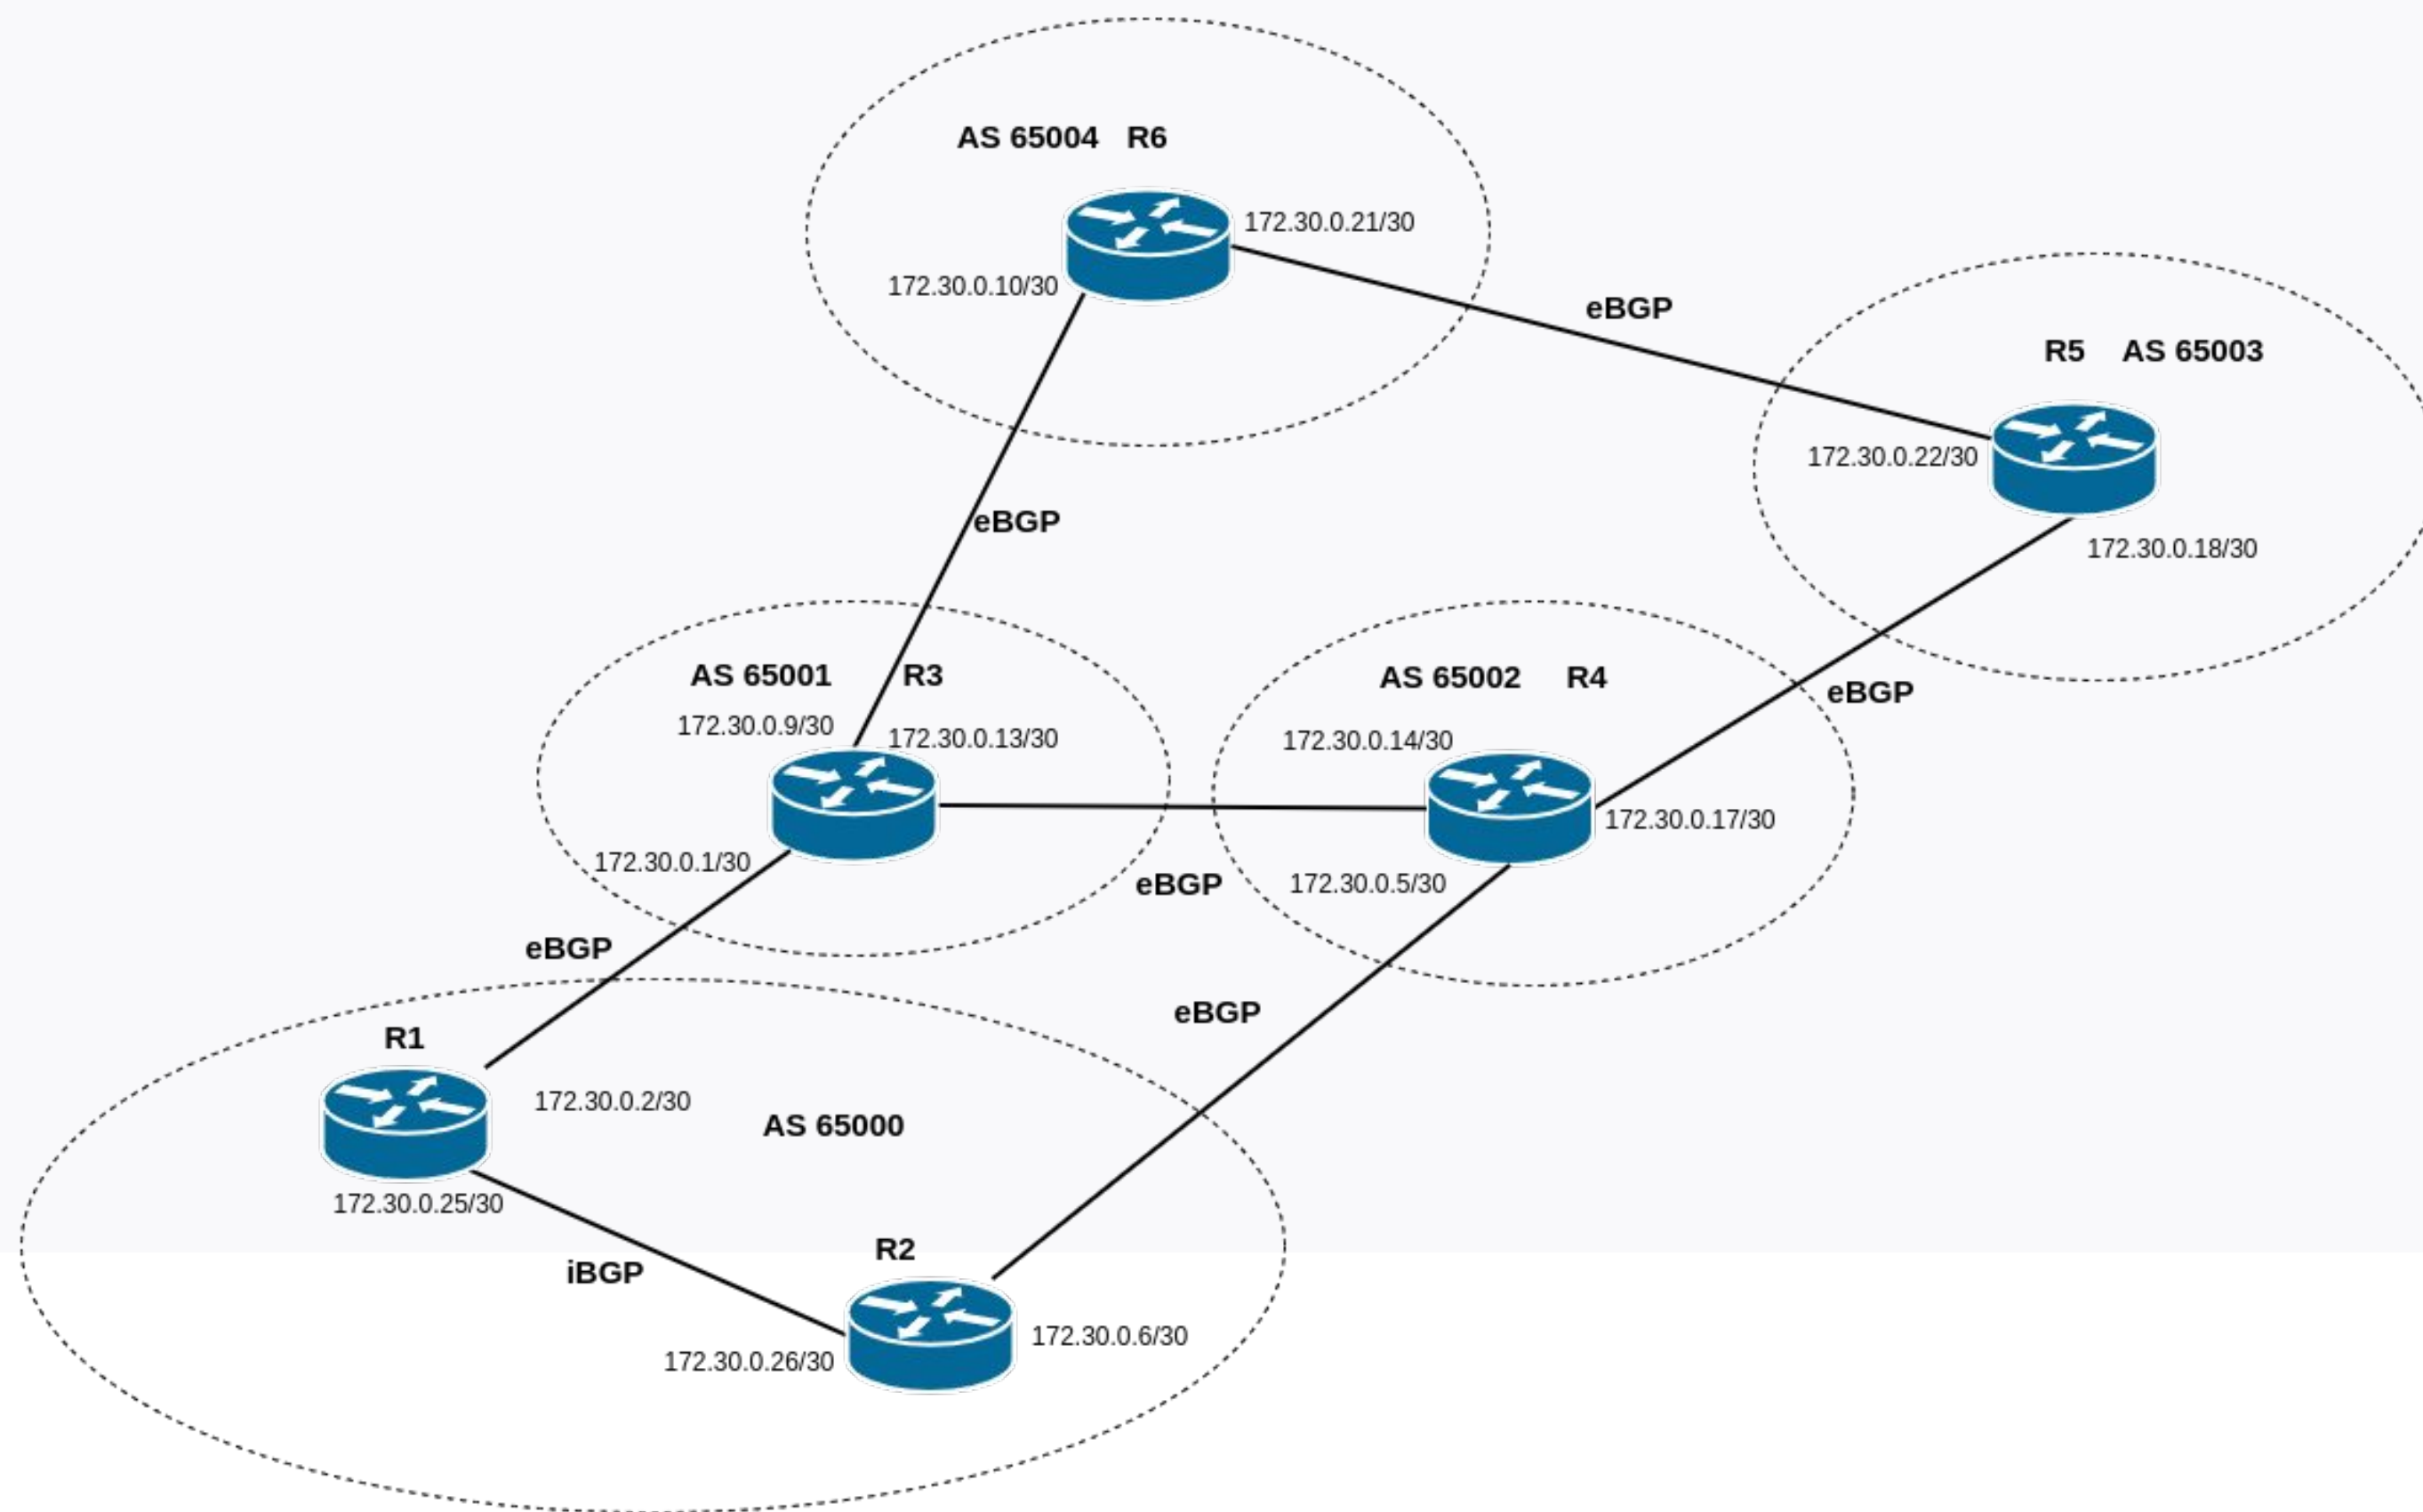 AS 65004 R6
172.30.0.21/30
172.30.0.10/30
eBGP
R5 AS 65003
172.30.0.22/30
172.30.0.18/30
eBGP
AS 65001 R3
172.30.0.9/30
172.30.0.13/30
AS 65002 R4
172.30.0.14/30
eBGP
172.30.0.17/30
172.30.0.1/30
eBGP
172.30.0.5/30
eBGP
eBGP
R1
172.30.0.2/30
AS 65000
172.30.0.25/30
iBGP
R2
172.30.0.6/30
172.30.0.26/30